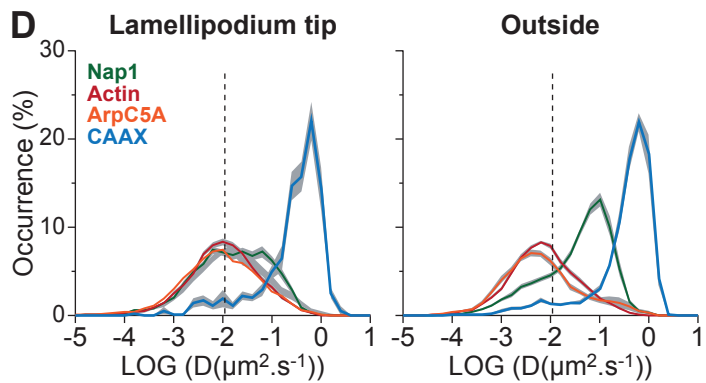 D
Lamellipodium tip
Outside
Occurrence (%)
30
20
10
0
Nap1
Actin
ArpC5A
CAAX
-5 -4 -3 -2 -1 0 1
-5 -4 -3 -2 -1 0 1
LOG (D(µm².s⁻¹))
LOG (D(µm².s⁻¹))